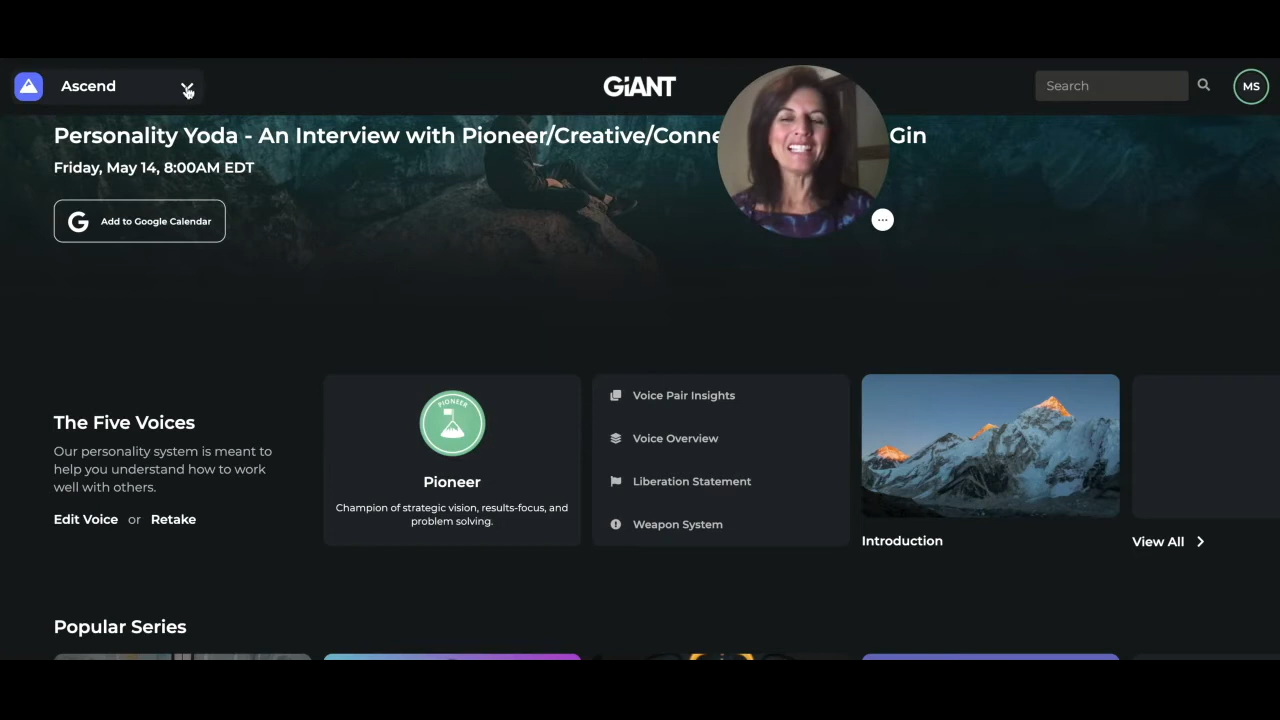 Ascend
GiANT
Search
MS
Personality Yoda - An Interview with Pioneer/Creative/Conne
Gin
Friday, May 14, 8:00AM EDT
G Add to Google Calendar
The Five Voices
Our personality system is meant to
help you understand how to work
well with others.
Edit Voice or Retake
PIONEER
Pioneer
Champion of strategic vision, results-focus, and
problem solving.
Voice Pair Insights
Voice Overview
Liberation Statement
Weapon System
Introduction
View All
Popular Series